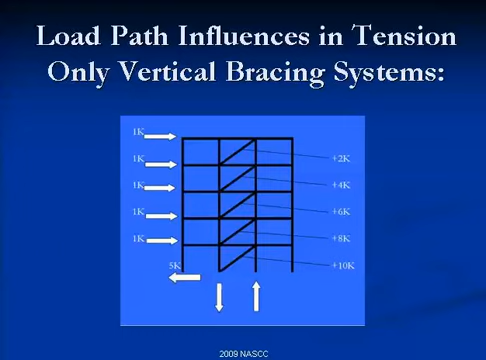 Load Path Influences in Tension
Only Vertical Bracing Systems:
1K
1K
+2K
1K
+4K
1K
+6K
1K
+8K
5K
+10K
2009 NASCC